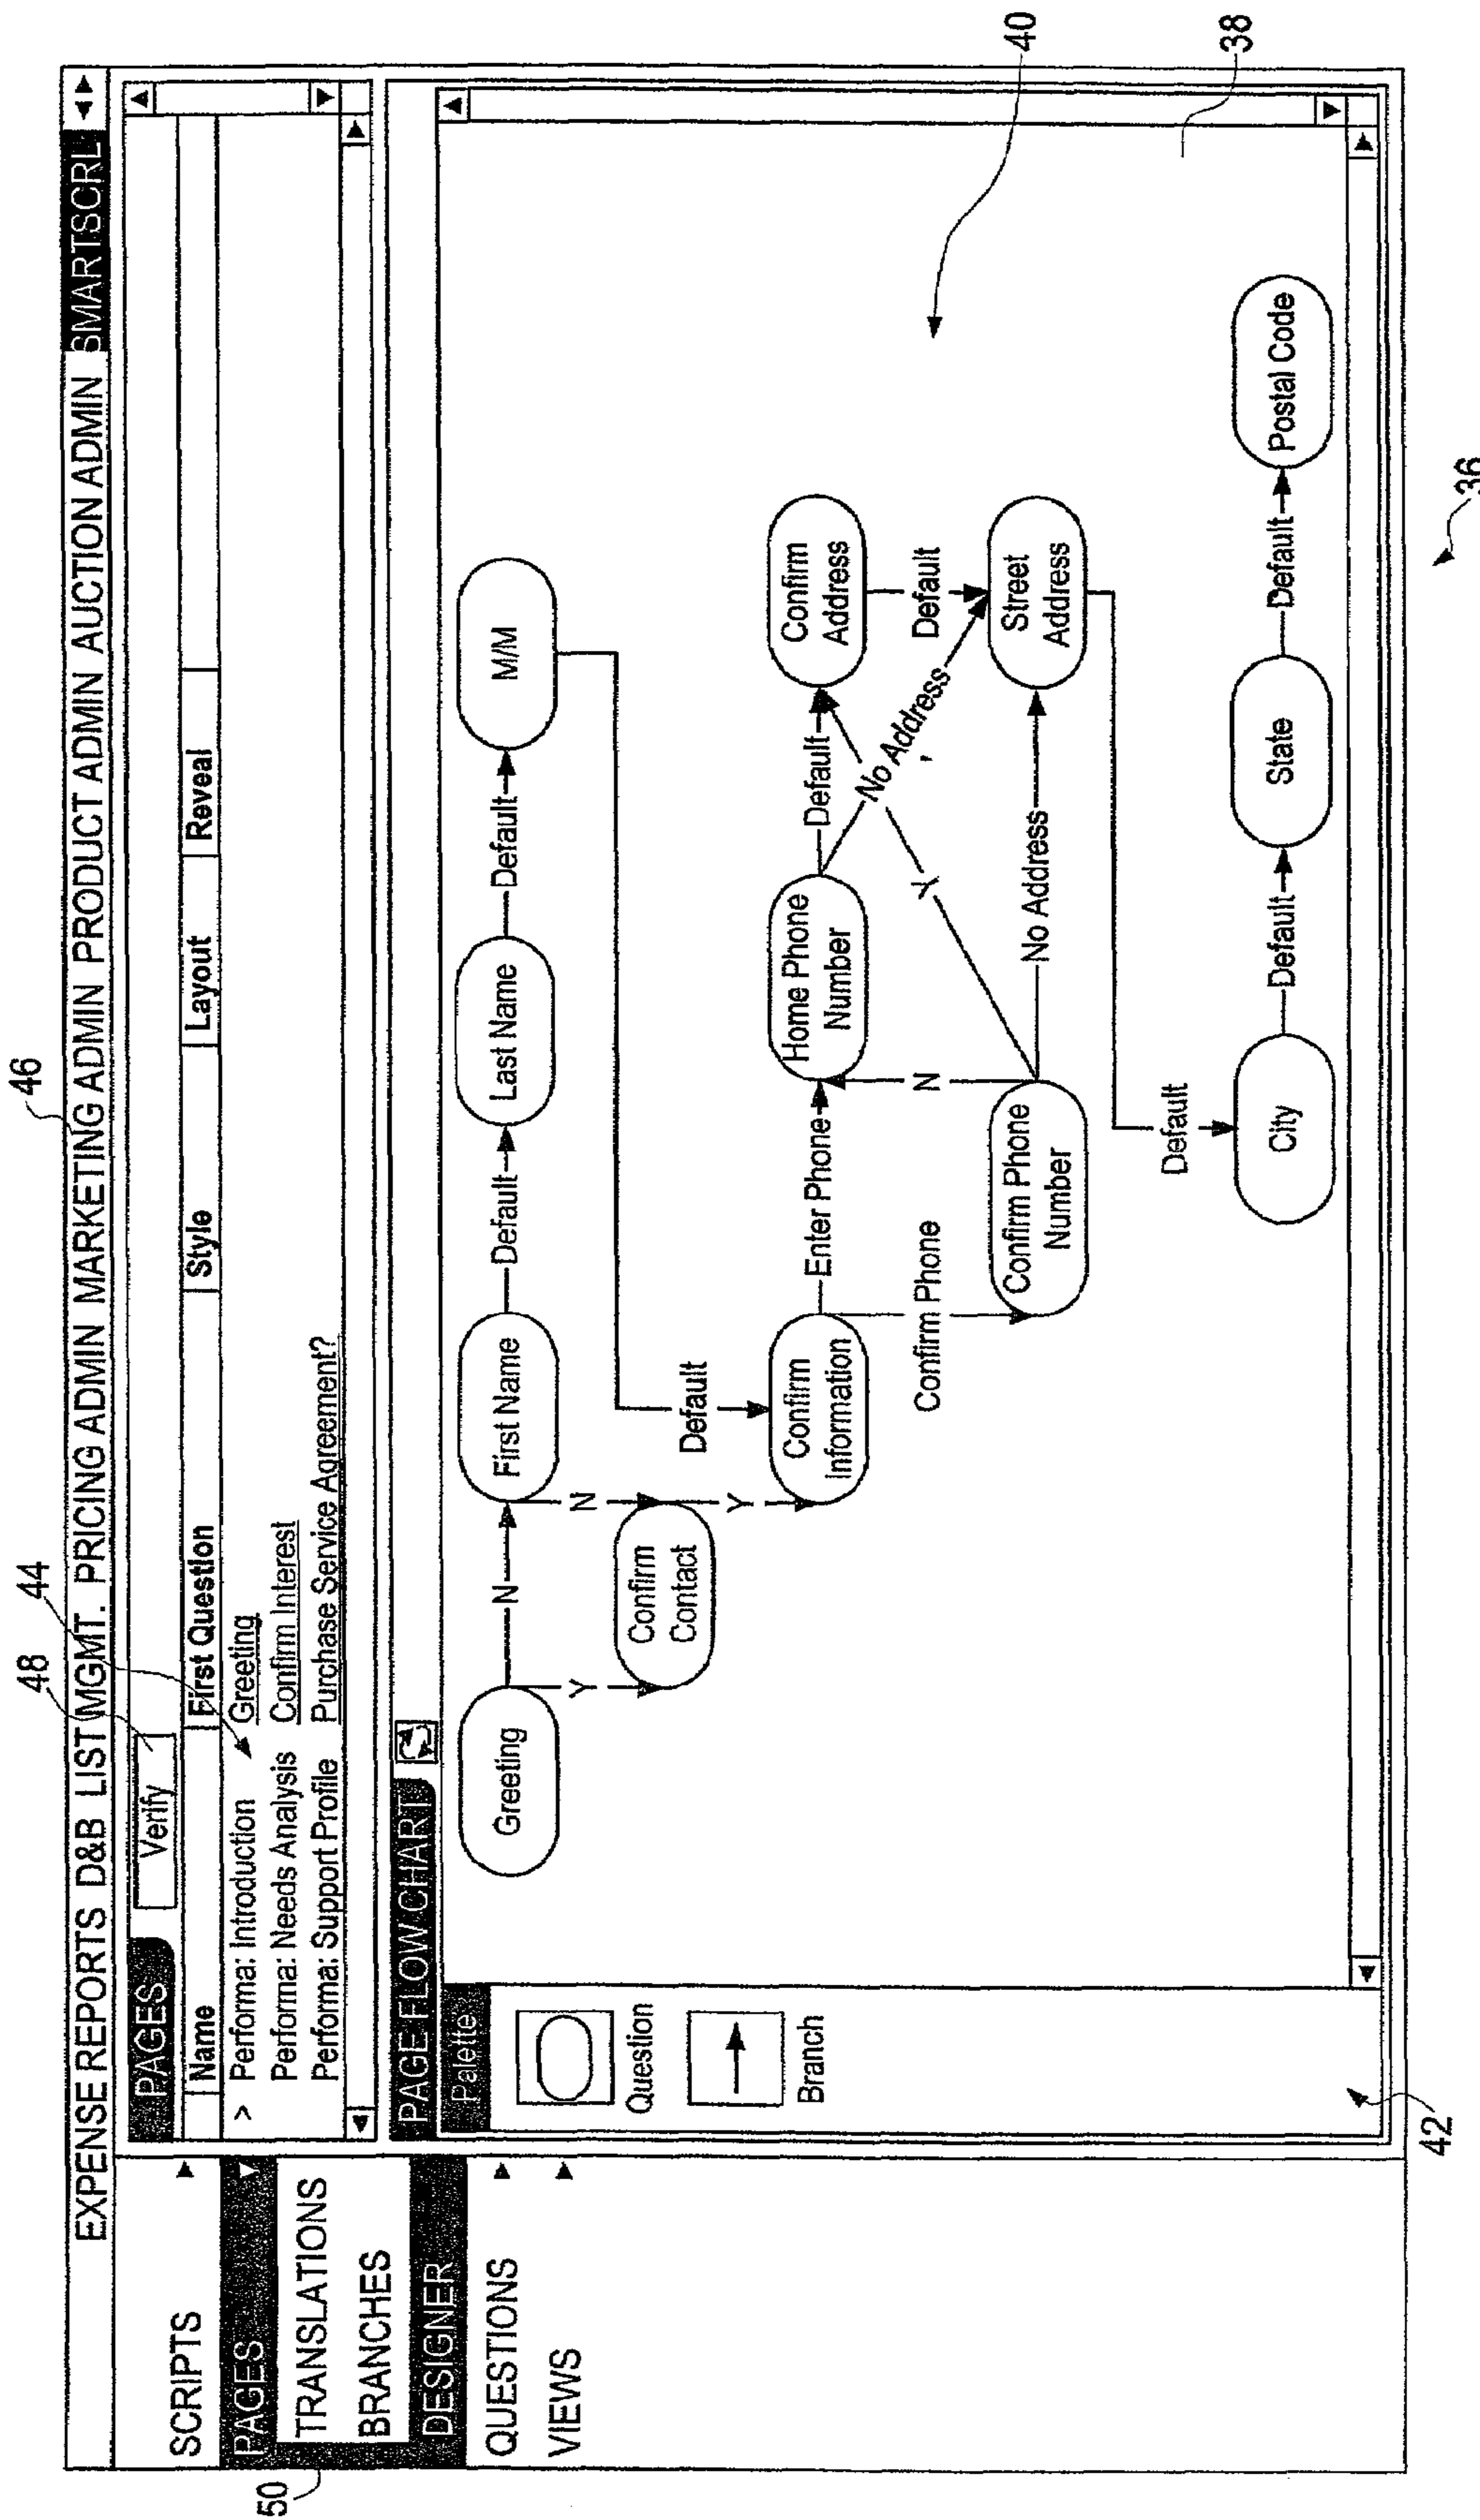 46
48
44
EXPENSE REPORTS D&B LIST MGMT. PRICING ADMIN MARKETING ADMIN PRODUCT ADMIN AUCTION ADMIN SMARTSCRL
SCRIPTS
PAGES
TRANSLATIONS
BRANCHES
DESIGNER
QUESTIONS
VIEWS
50
PAGES
Verify
Name First Question Style Layout Reveal
> Performa: Introduction Greeting
Performa: Needs Analysis Confirm Interest
Performa: Support Profile Purchase Service Agreement?
PAGE FLOW CHART
Palette
Question
Branch
Greeting
N
First Name
Default
Last Name
Default
M/M
Y
N
Confirm
Contact
Y
Default
Confirm
Information
Enter Phone
Home Phone
Number
Default
Confirm
Address
Confirm Phone
N
Y
No Address
Default
Confirm Phone
Number
No Address
Street
Address
Default
City
Default
State
Default
Postal Code
40
38
42
36